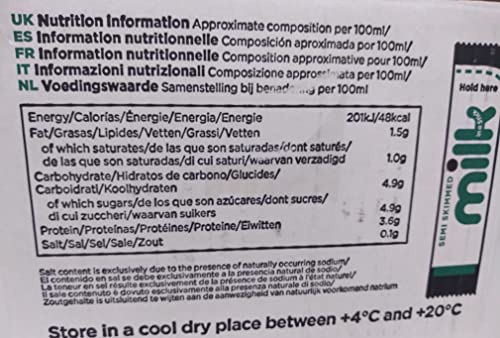 UK Nutrition Information Approximate composition per 100ml/
ES Information nutritionnelle Composición aproximada por 100ml/
FR Information nutritionnelle Composition approximative pour 100ml/
IT Informazioni nutrizionali Composizione approssimata per 100ml/
NL Voedingswaarde Samenstelling bij per 100ml
Energy/Calorías/Énergie/Energia/Energie 201kJ/48kcal
Fat/Grasas/Lipides/Vetten/Grassi/Vetten 1.5g
of which saturates/de las que son saturadas/dont saturés/
de las que son saturadas/di cui saturi/waarvan verzadigd 1.0g
Carbohydrate/Hidratos de carbono/Glucides/
Carboidrati/Koolhydraten 4.9g
of which sugars/de los que son azúcares/dont sucres/
di cui zuccheri/waarvan suikers 4.9g
Protein/Proteínas/Protéines/Proteine/Eiwitten 3.6g
Salt/Sal/Sel/Sale/Zout 0.1g
Salt content is exclusively due to the presence of naturally occurring sodium/
El contenido en sal se debe exclusivamente a la presencia natural de sodio/
La teneur en sel résulte exclusivement de la présence de sodium à l'état naturel/
Il sale contenuto è dovuto esclusivamente alla presenza naturale di sodio/
Zoutgehalte is uitsluitend te wijten aan de aanwezigheid van natuurlijk voorkomend natrium
Store in a cool dry place between +4°C and +20°C
Hold here
milk
in a stick
SEMI SKIMMED